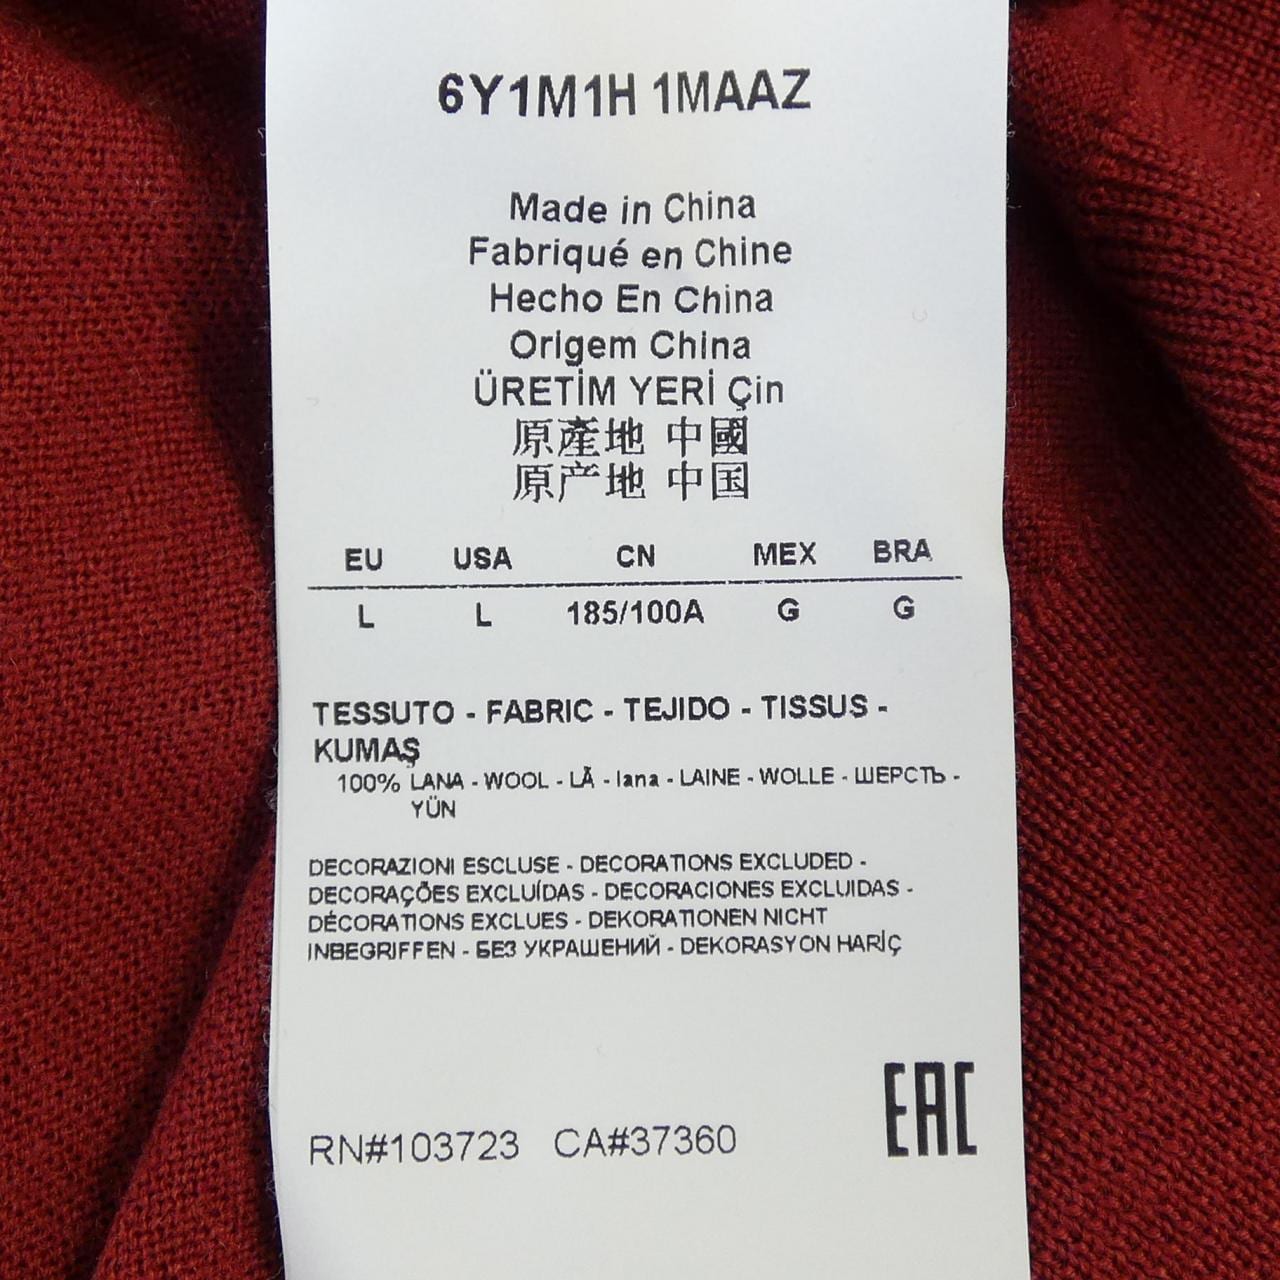 6Y1M1H 1MAAZ
Made in China
Fabriqué en Chine
Hecho En China
Origem China
ÜRETİM YERİ Çin
原產地 中國
原产地 中国
EU USA CN MEX BRA
L L 185/100A G G
TESSUTO - FABRIC - TEJIDO - TISSUS -
KUMAŞ
100% LANA - WOOL - LÃ - lana - LAINE - WOLLE - ШЕРСТЬ -
YÜN
DECORAZIONI ESCLUSE - DECORATIONS EXCLUDED -
DECORAÇÕES EXCLUÍDAS - DECORACIONES EXCLUIDAS -
DÉCORATIONS EXCLUES - DEKORATIONEN NICHT
INBEGRIFFEN - БЕЗ УКРАШЕНИЙ - DEKORASYON HARİÇ
EAC
RN#103723 CA#37360